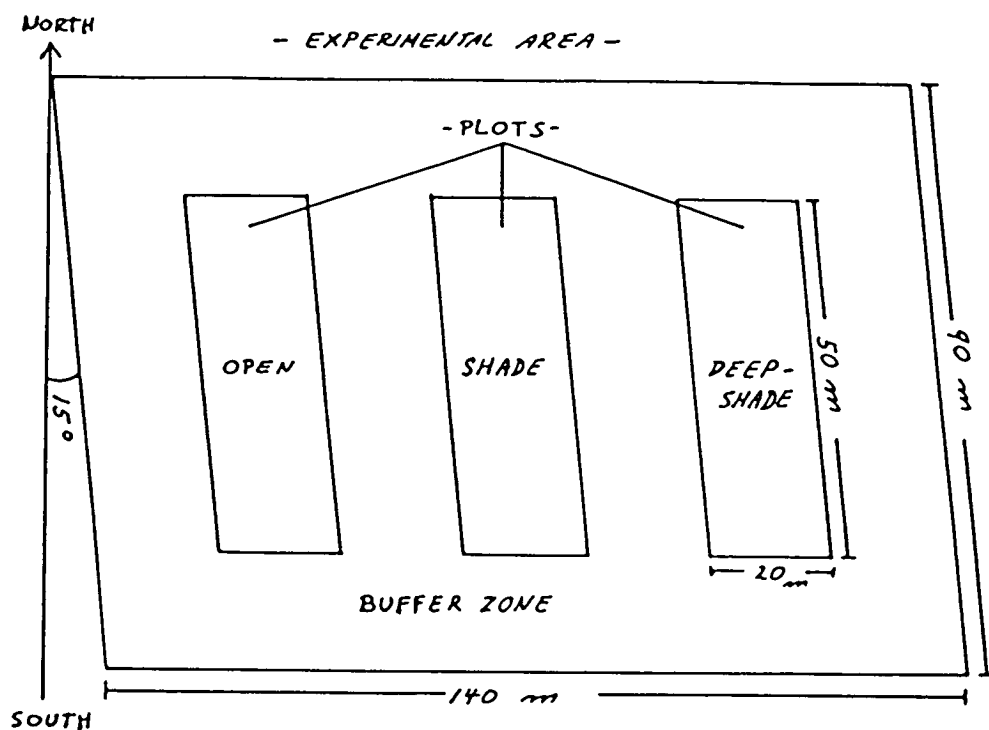 NORTH
- EXPERIMENTAL AREA -
- PLOTS -
OPEN
SHADE
DEEP-
SHADE
50 m
90 m
15°
20 m
BUFFER ZONE
140 m
SOUTH